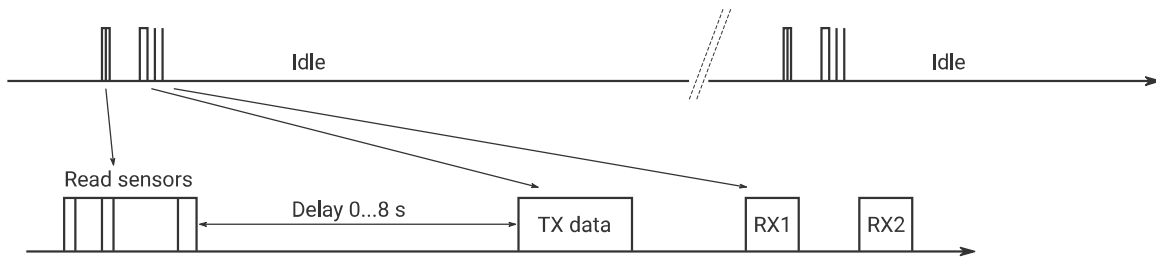 Idle
Idle
Read sensors
Delay 0...8 s
TX data
RX1
RX2